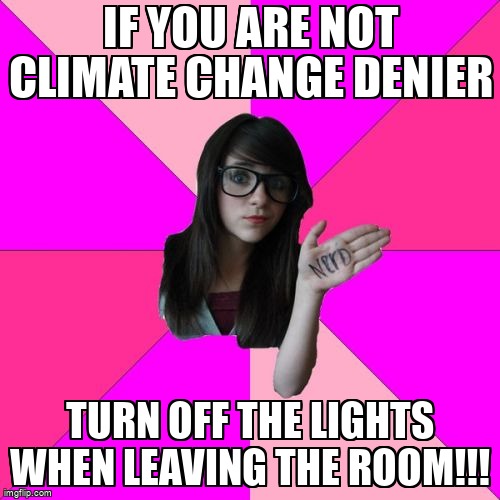 IF YOU ARE NOT
CLIMATE CHANGE DENIER
NERD
TURN OFF THE LIGHTS
WHEN LEAVING THE ROOM!!!
imgflip.com